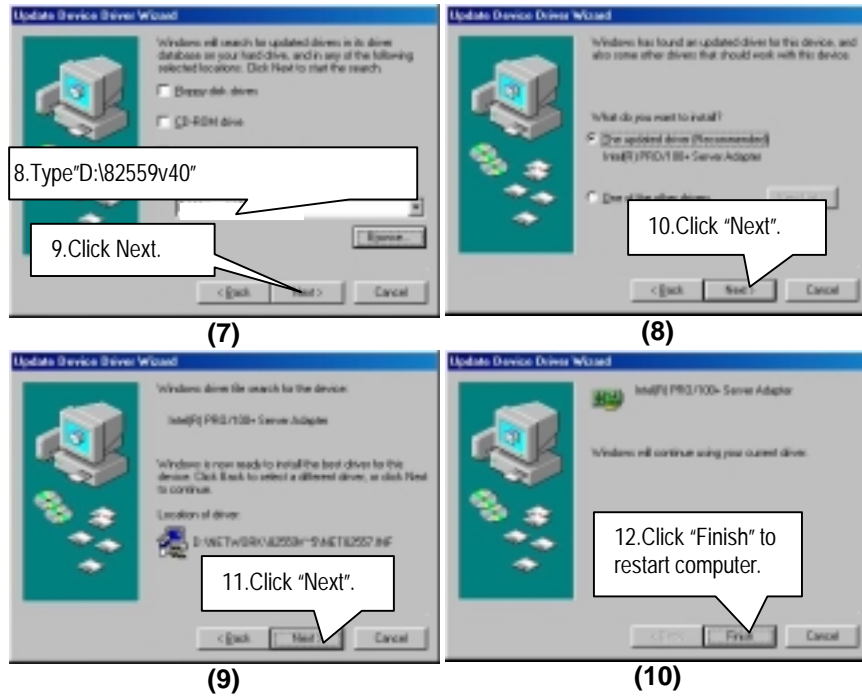 Update Device Driver Wizard
Windows will search for updated drivers in its driver
database on your hard drive, and in any of the following
selected locations. Click Next to start the search.
Floppy disk drives
CD-ROM drive
8.Type"D:\82559v40"
Browse...
9.Click Next.
< Back Next > Cancel
(7)
Update Device Driver Wizard
Windows has found an updated driver for this device, and
also some other drivers that should work with this device.
What do you want to install?
The updated driver (Recommended)
Intel(R) PRO/100+ Server Adapter
One of the other drivers.
10.Click “Next”.
< Back Next > Cancel
(8)
Update Device Driver Wizard
Windows driver file search for the device:
Intel(R) PRO/100+ Server Adapter
Windows is now ready to install the best driver for this
device. Click Back to select a different driver, or click Next
to continue.
Location of driver:
11.Click “Next”.
< Back Next > Cancel
(9)
Update Device Driver Wizard
Intel(R) PRO/100+ Server Adapter
Windows will continue using your current driver.
12.Click “Finish” to
restart computer.
Finish Cancel
(10)